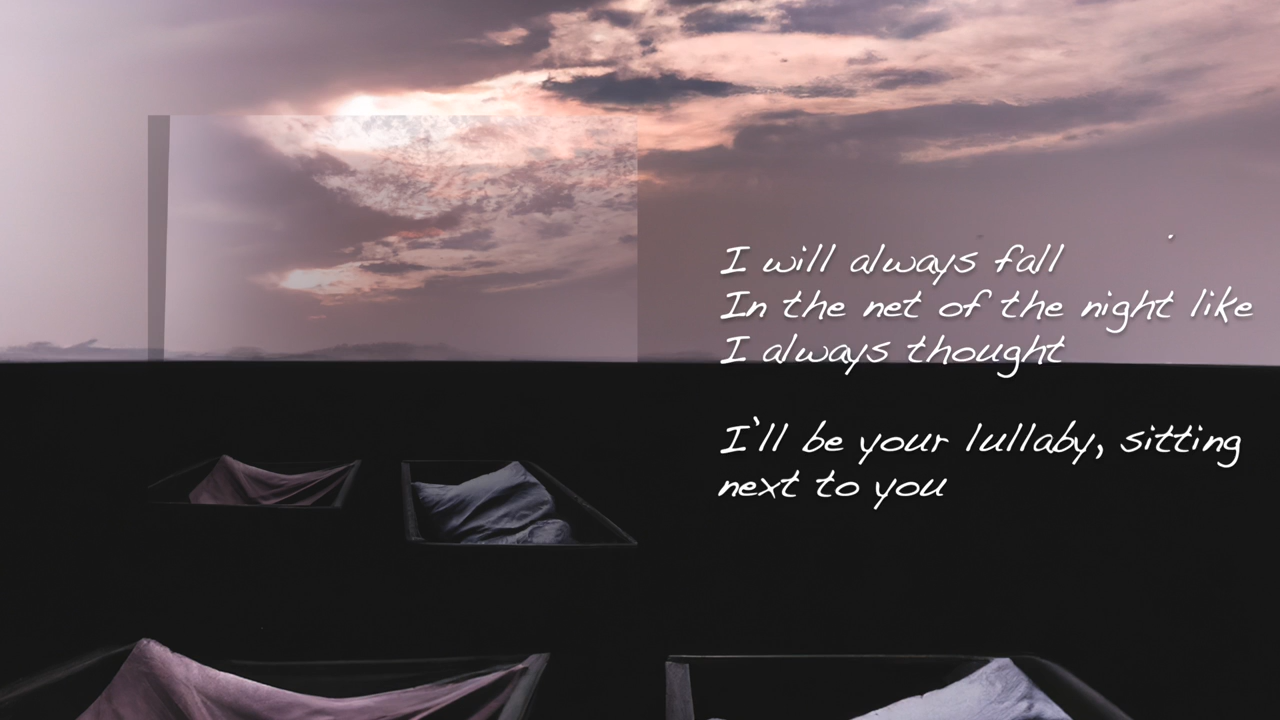 I will always fall
In the net of the night like
I always thought
I'll be your lullaby, sitting
next to you